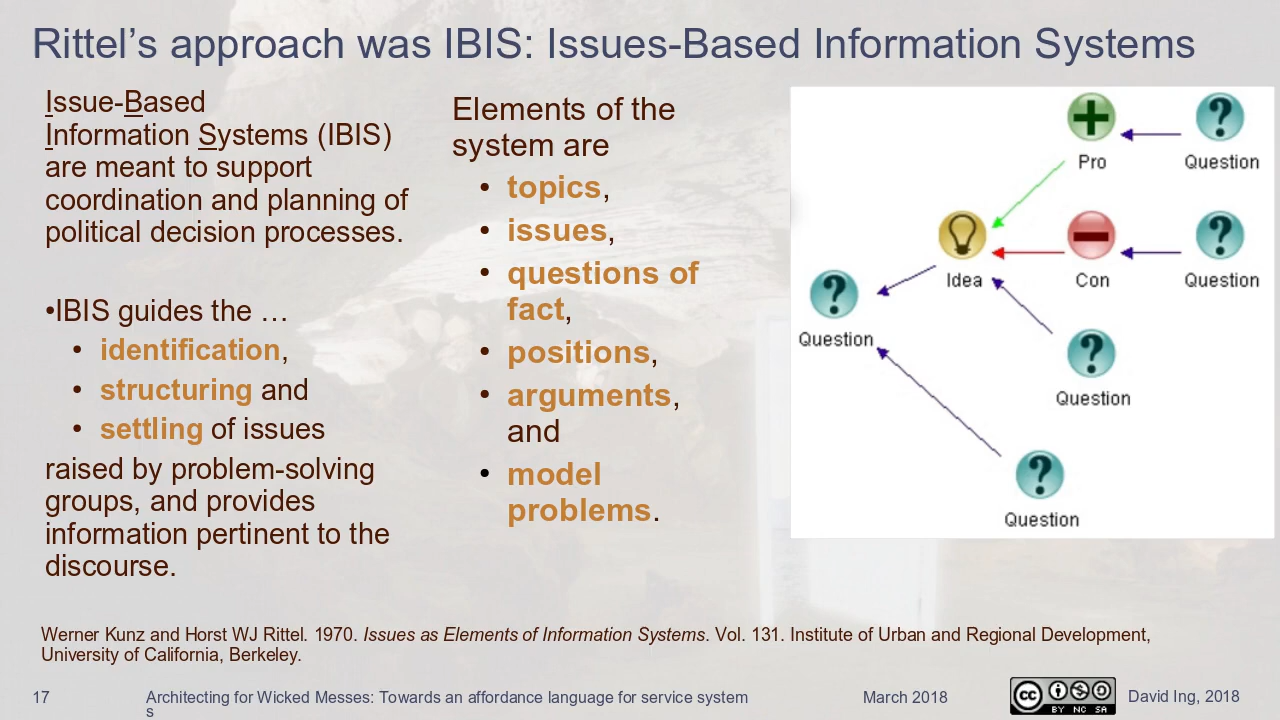 Rittel’s approach was IBIS: Issues-Based Information Systems
Issue-Based
Information Systems (IBIS)
are meant to support
coordination and planning of
political decision processes.
•IBIS guides the …
• identification,
• structuring and
• settling of issues
raised by problem-solving
groups, and provides
information pertinent to the
discourse.
Elements of the
system are
• topics,
• issues,
• questions of
fact,
• positions,
• arguments,
and
• model
problems.
Pro
Question
Idea
Con
Question
Question
Question
Question
Werner Kunz and Horst WJ Rittel. 1970. Issues as Elements of Information Systems. Vol. 131. Institute of Urban and Regional Development,
University of California, Berkeley.
17
Architecting for Wicked Messes: Towards an affordance language for service system
s
March 2018
cc BY NC SA
David Ing, 2018